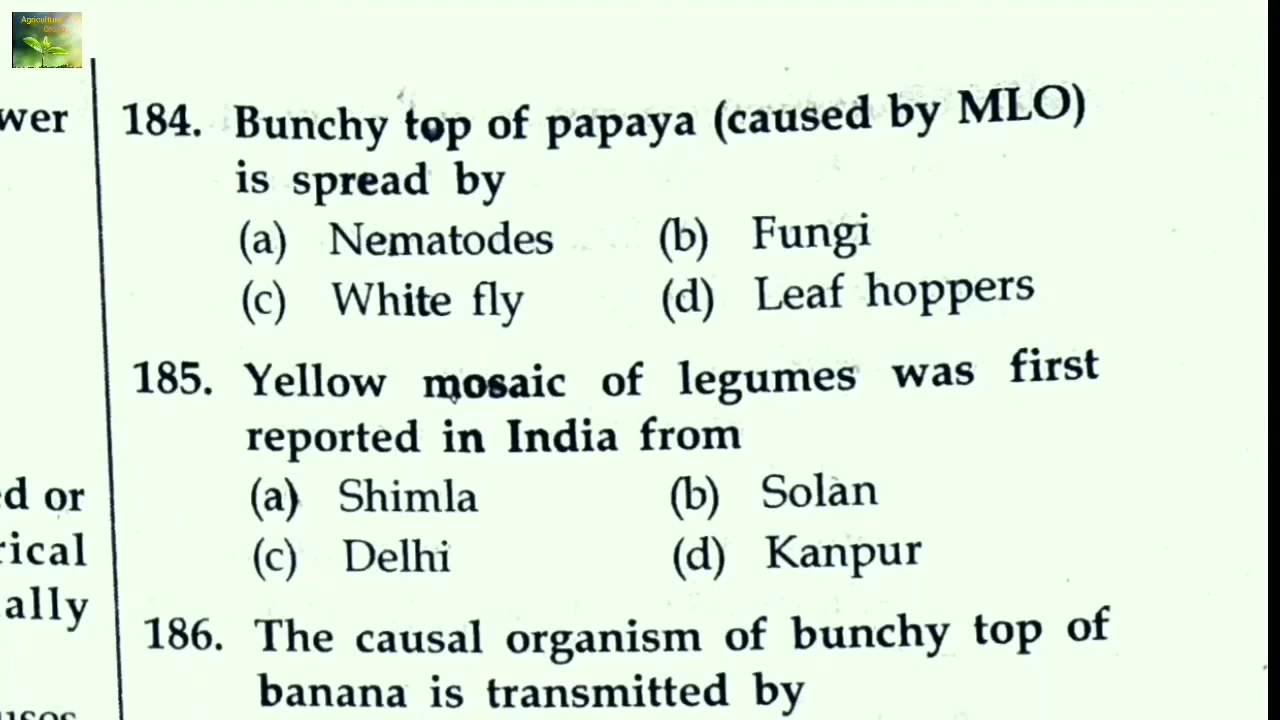 Agriculture
Group
wer
ed or
rical
ally
184. Bunchy top of papaya (caused by MLO)
is spread by
(a) Nematodes (b) Fungi
(c) White fly (d) Leaf hoppers
185. Yellow mosaic of legumes was first
reported in India from
(a) Shimla (b) Solan
(c) Delhi (d) Kanpur
186. The causal organism of bunchy top of
banana is transmitted by